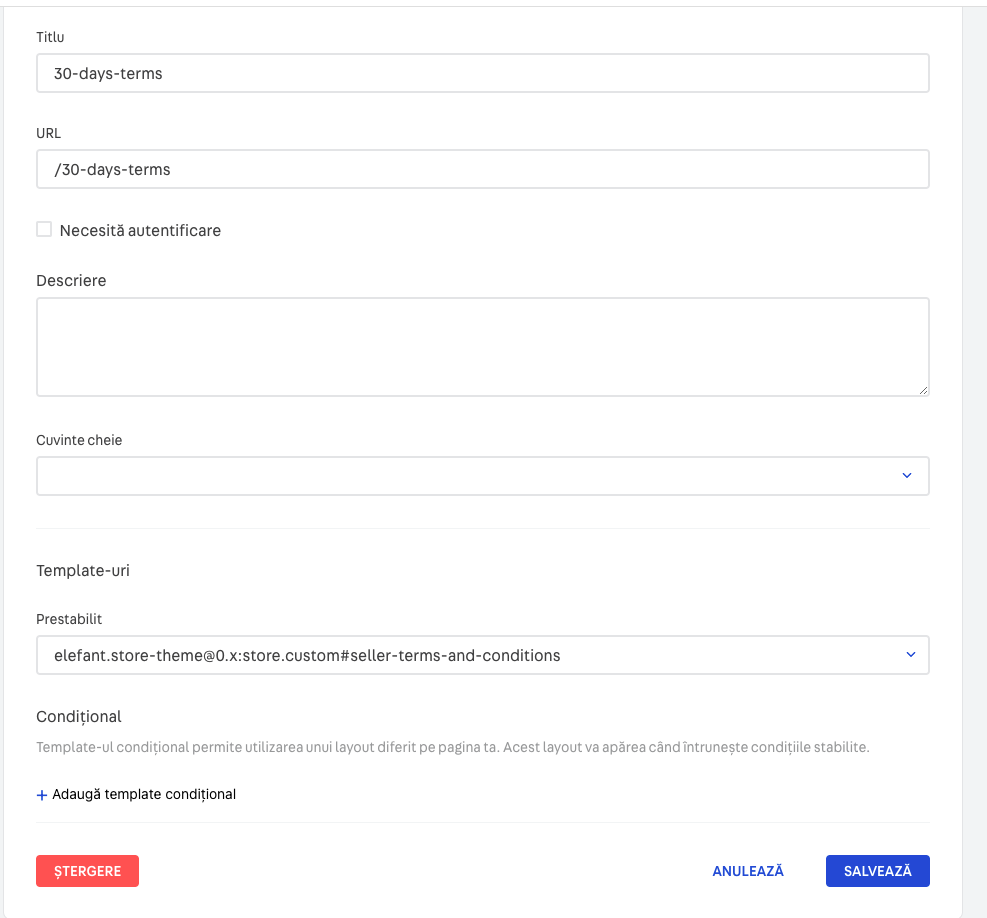 Titlu
30-days-terms
URL
/30-days-terms
Necesită autentificare
Descriere
Cuvinte cheie
Template-uri
Prestabilit
elefant.store-theme@0.x:store.custom#seller-terms-and-conditions
Condițional
Template-ul condițional permite utilizarea unui layout diferit pe pagina ta. Acest layout va apărea când întrunește condițiile stabilite.
+ Adaugă template condițional
ȘTERGERE
ANULEAZĂ
SALVEAZĂ